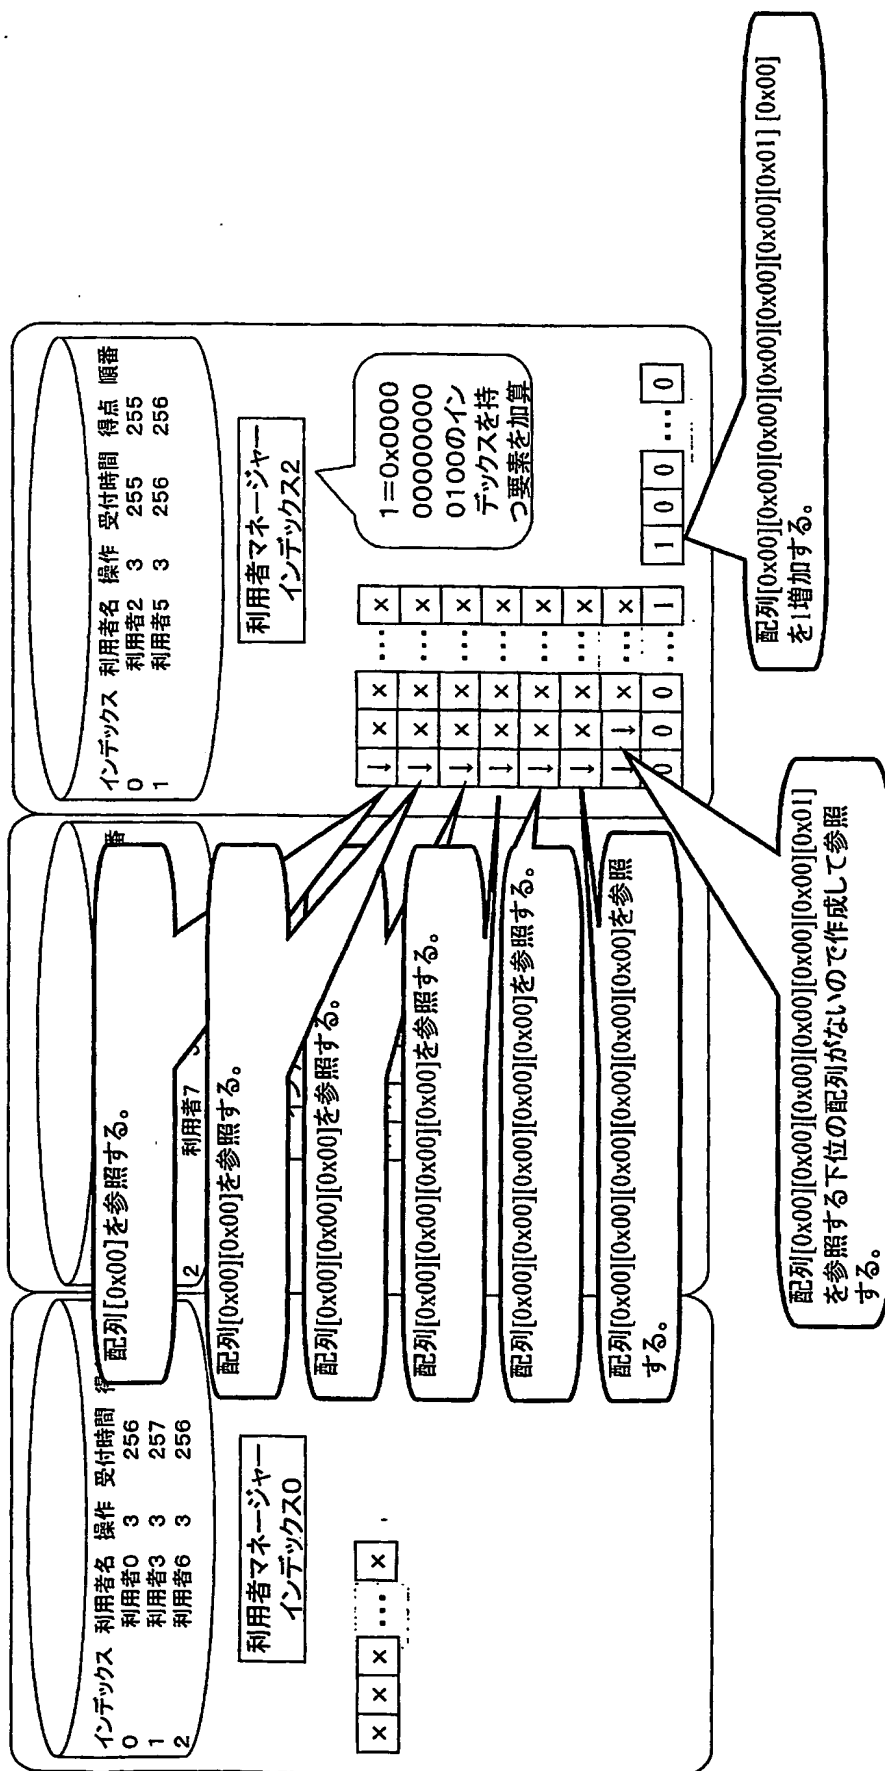 インデックス 利用者名 操作 受付時間
0 利用者0 3 256
1 利用者3 3 257
2 利用者6 3 256
利用者マネージャー
インデックス0
× × × … ×
2 利用者7
配列[0x00]を参照する。
配列[0x00][0x00]を参照する。
配列[0x00][0x00][0x00]を参照する。
配列[0x00][0x00][0x00][0x00]を参照する。
配列[0x00][0x00][0x00][0x00][0x00]を参照する。
配列[0x00][0x00][0x00][0x00][0x00][0x00]を参照
する。
配列[0x00][0x00][0x00][0x00][0x00][0x00][0x01]
を参照する下位の配列がないので作成して参照
する。
インデックス 利用者名 操作 受付時間 得点 順番
0 利用者2 3 255 255
1 利用者5 3 256 256
利用者マネージャー
インデックス2
1=0x0000
00000000
0100のイン
デックスを持
つ要素を加算
↓ × × … ×
↓ × × … ×
↓ × × … ×
↓ × × … ×
↓ × × … ×
↓ × × … ×
↓ ↓ × … ×
0 0 0 … 1
1 0 0 … 0
配列[0x00][0x00][0x00][0x00][0x00][0x00][0x01][0x00]
を1増加する。